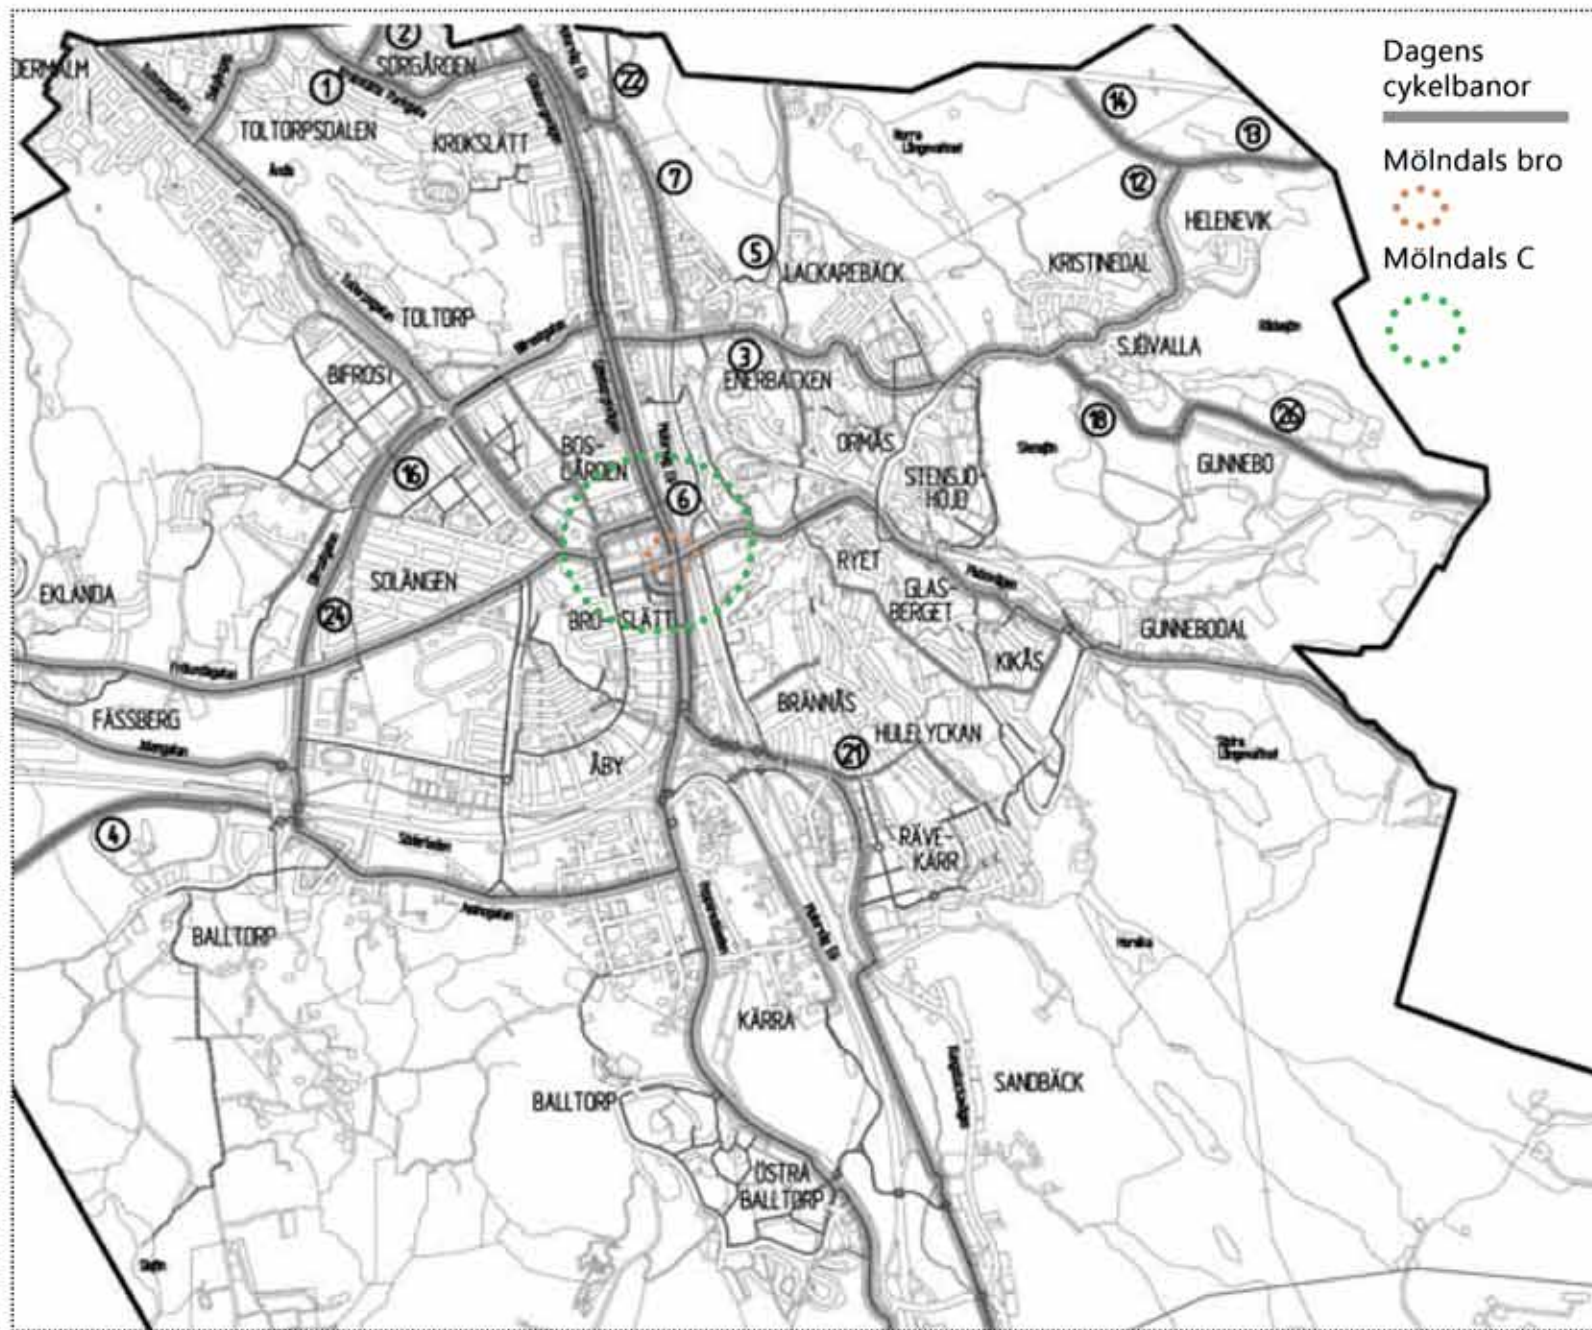 Dagens
cykelbanor
Mölndals bro
Mölndals C
2
SÖRGÅRDEN
22
14
13
1
TOLTORPSDALEN
KROKSLÄTT
7
12
HELENEVIK
5
LACKAREBÄCK
KRISTINEDAL
TOLTORP
SJÖVALLA
3
ENERBACKEN
BIFROST
18
26
ORMÅS
GUNNEBO
BOS-
GÅRDEN
16
STENSJÖ-
HÖJD
6
SOLÄNGEN
RYET
EKLANDA
GLAS-
BERGET
24
BRO-SLÄTT
GUNNEBODAL
KIKÅS
Frölundagatan
BRÄNNÅS
FÄSSBERG
HULELYCKAN
21
ÅBY
4
Söderleden
RÄVE-
KÄRR
BALLTORP
KÄRRA
SANDBÄCK
BALLTORP
ÖSTRA
BALLTORP